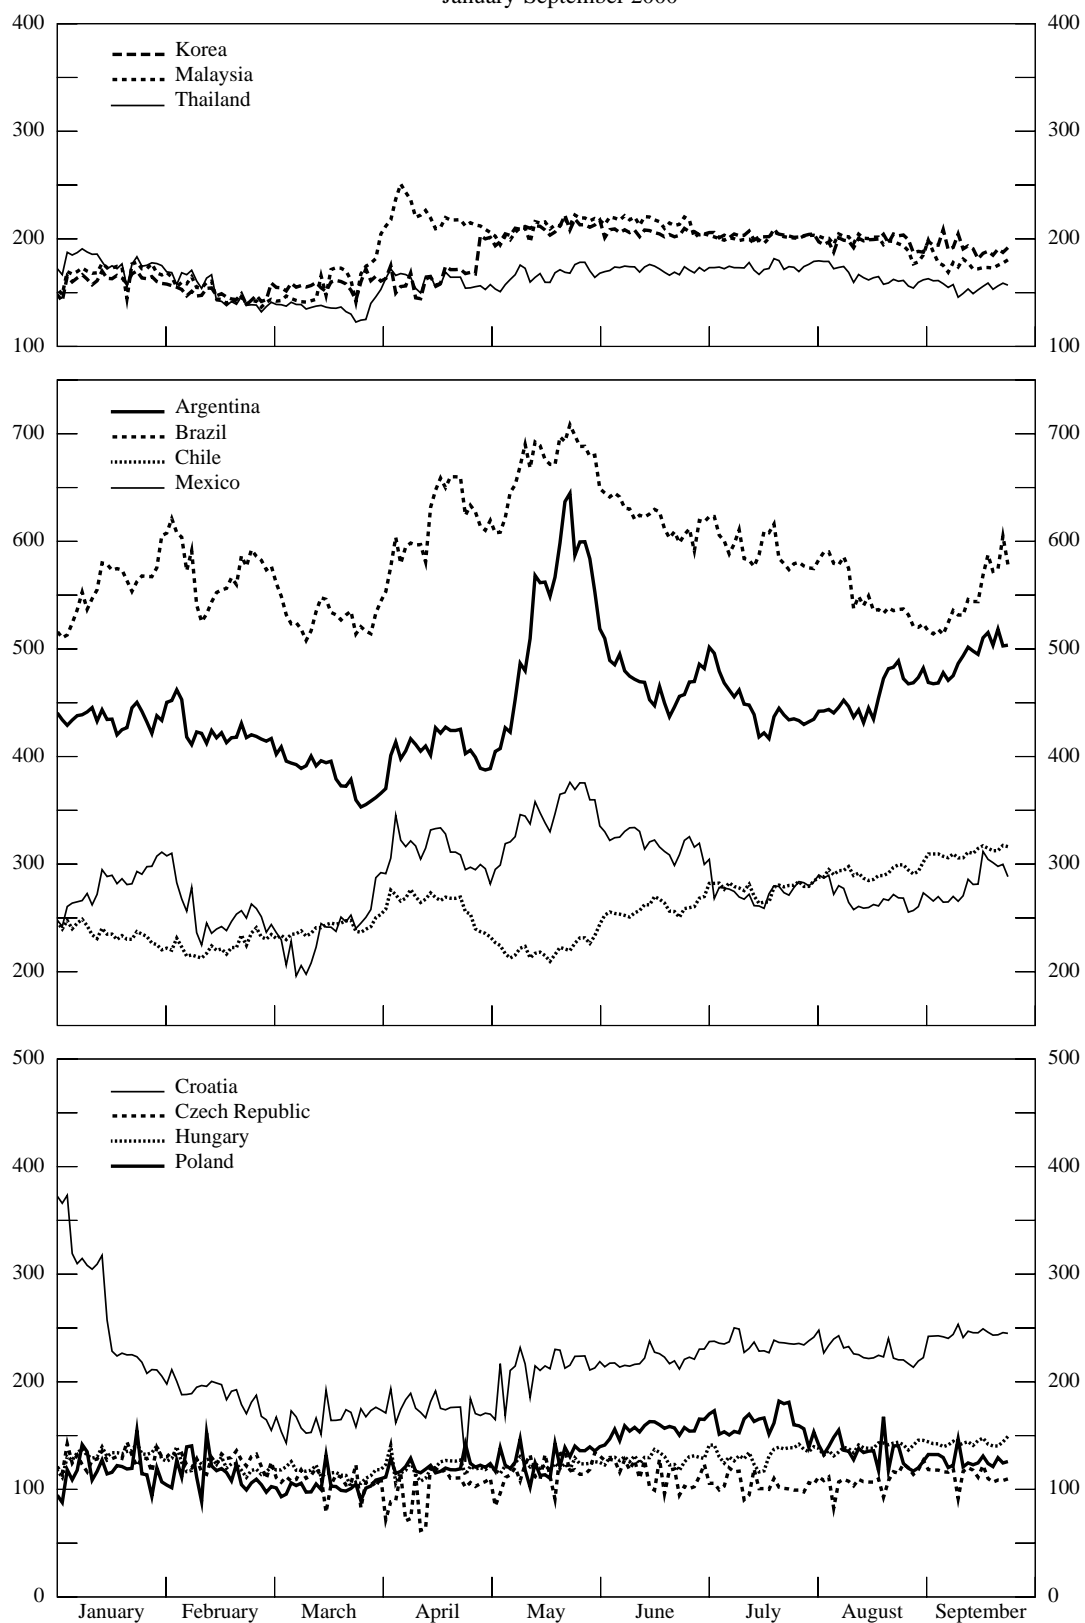 January-September 2000
400 400
Korea
Malaysia
Thailand
300 300
200 200
100 100
Argentina
700 700
Brazil
Chile
Mexico
600 600
500 500
400 400
300 300
200 200
500 500
Croatia
Czech Republic
Hungary
Poland
400 400
300 300
200 200
100 100
0 0
January February March April May June July August September